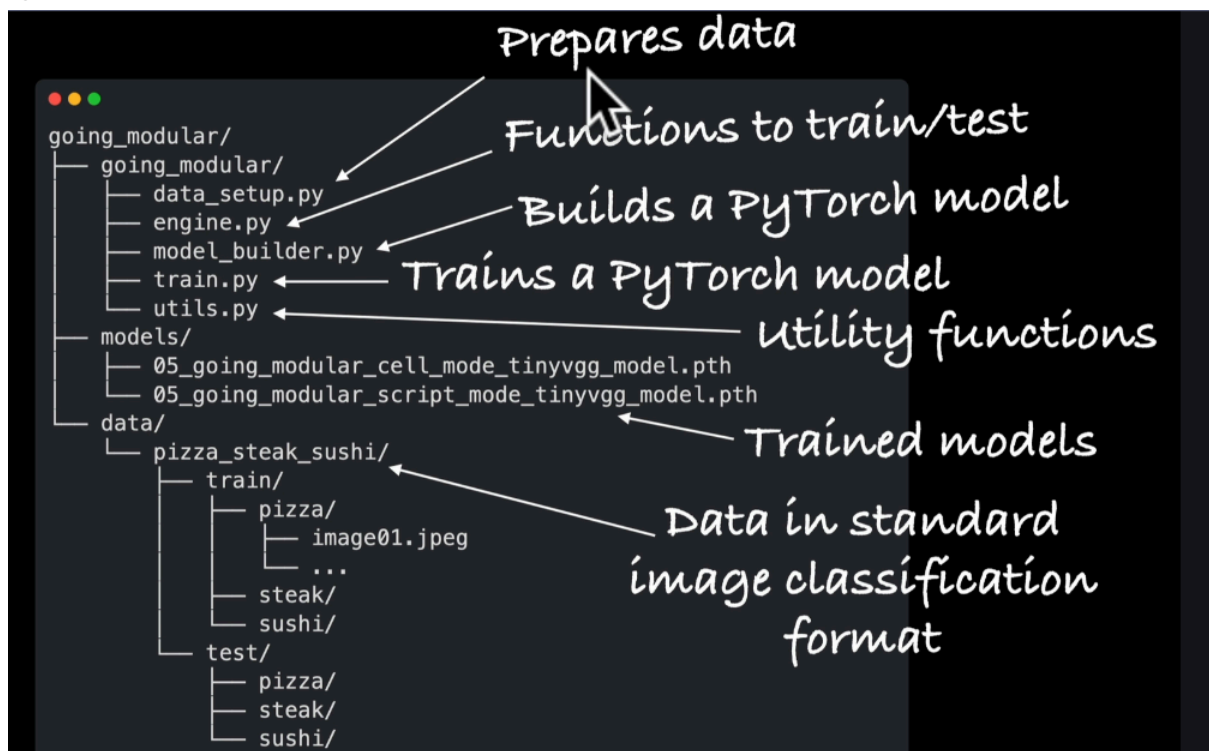 Prepares data
going_modular/
Functions to train/test
├── going_modular/
│   ├── data_setup.py
│   ├── engine.py
Builds a PyTorch model
│   ├── model_builder.py
│   ├── train.py
Trains a PyTorch model
│   └── utils.py
Utility functions
├── models/
│   ├── 05_going_modular_cell_mode_tinyvgg_model.pth
│   └── 05_going_modular_script_mode_tinyvgg_model.pth
└── data/
Trained models
    └── pizza_steak_sushi/
        ├── train/
        │   ├── pizza/
Data in standard
        │   │   ├── image01.jpeg
        │   │   └── ...
image classification
        │   ├── steak/
        │   └── sushi/
format
        └── test/
            ├── pizza/
            ├── steak/
            └── sushi/